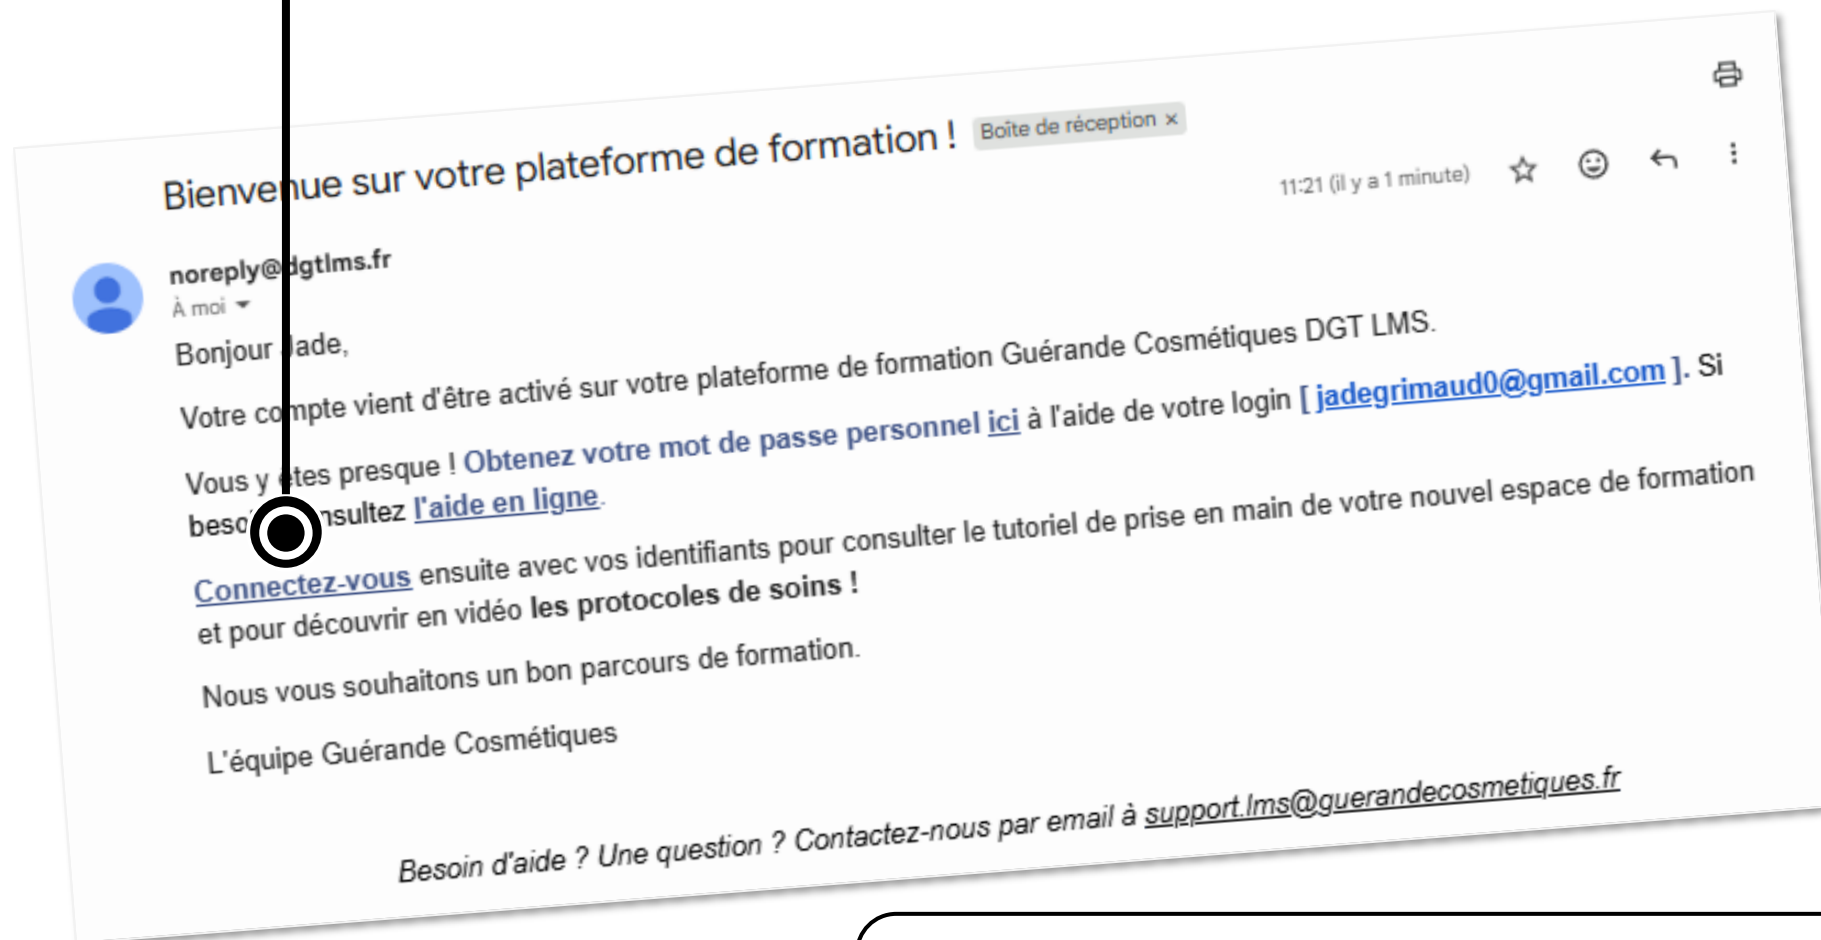 Bienvenue sur votre plateforme de formation ! Boîte de réception ×
11:21 (il y a 1 minute)
noreply@dgtlms.fr
À moi
Bonjour Jade,
Votre compte vient d'être activé sur votre plateforme de formation Guérande Cosmétiques DGT LMS.
Vous y êtes presque ! Obtenez votre mot de passe personnel ici à l'aide de votre login [ jadegrimaud0@gmail.com ]. Si
l'aide en ligne.
Connectez-vous ensuite avec vos identifiants pour consulter le tutoriel de prise en main de votre nouvel espace de formation
et pour découvrir en vidéo les protocoles de soins !
Nous vous souhaitons un bon parcours de formation.
L'équipe Guérande Cosmétiques
Besoin d'aide ? Une question ? Contactez-nous par email à support.lms@guerandecosmetiques.fr